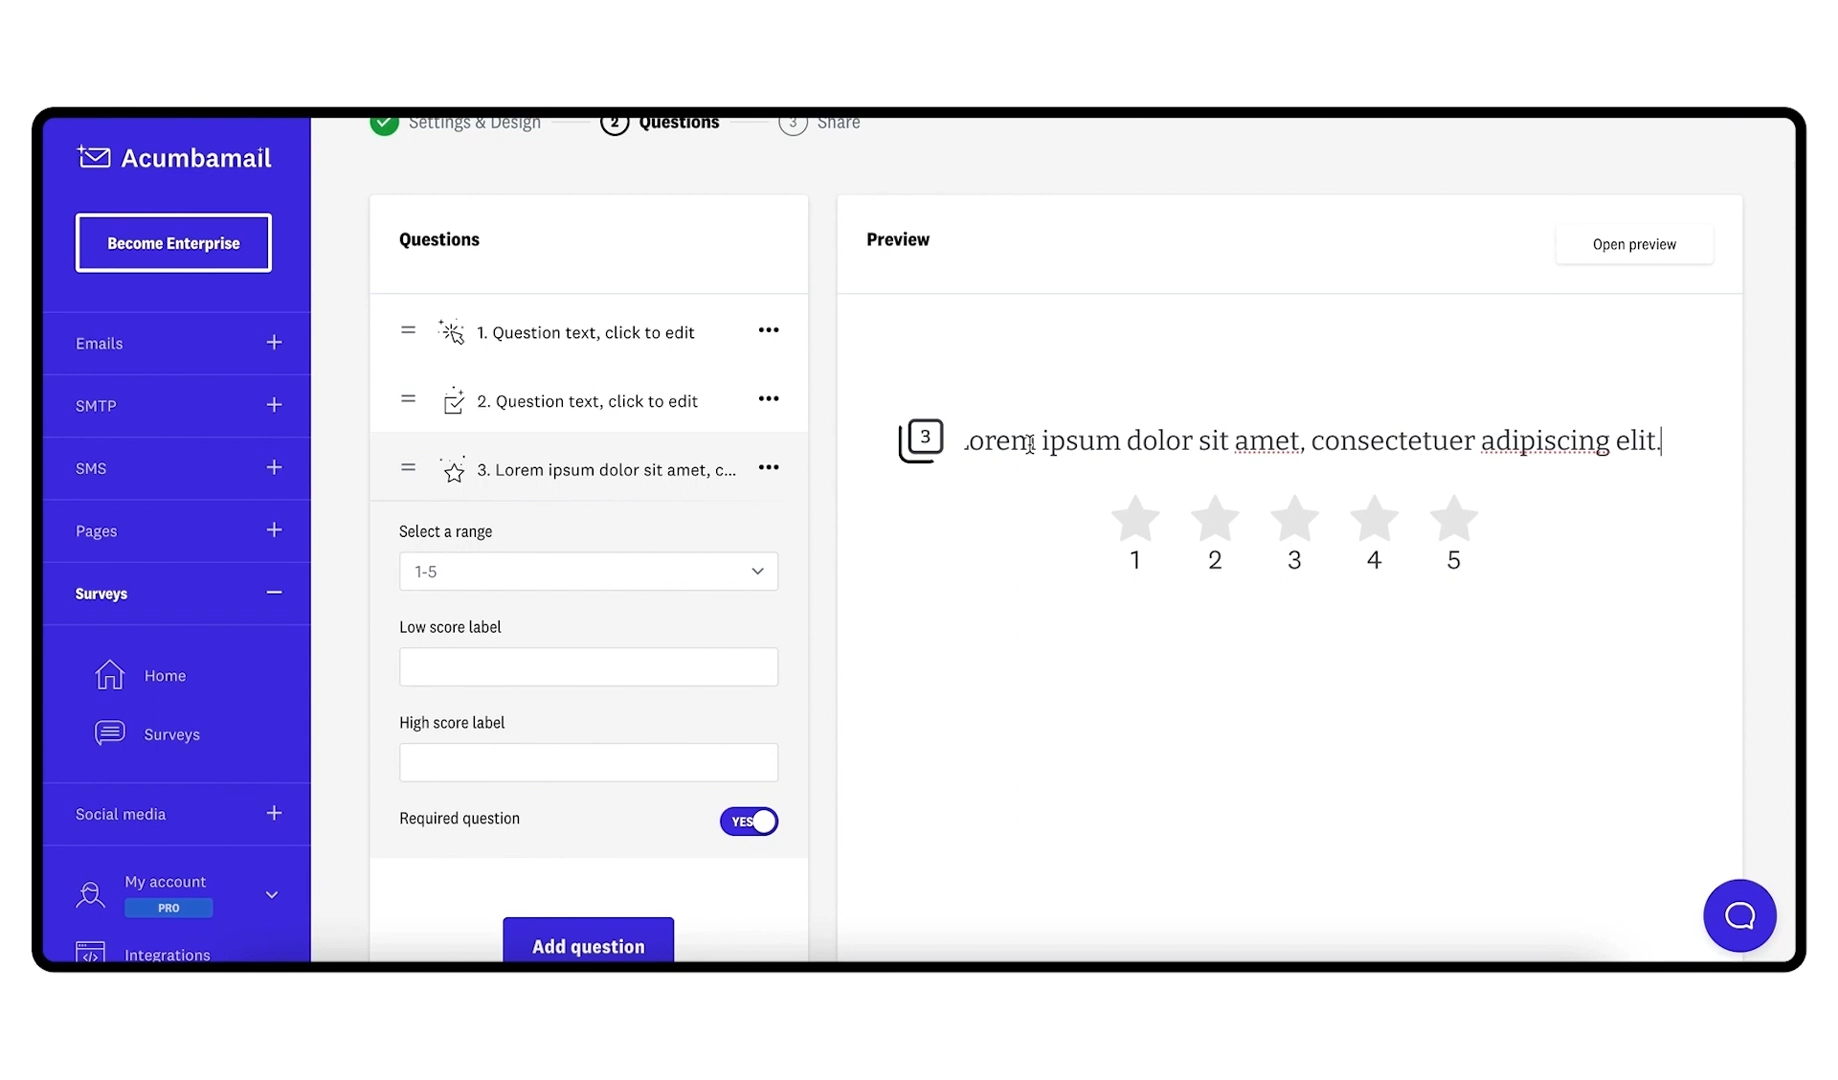 Settings & Design
2 Questions
3 Share
Acumbamail
Become Enterprise
Emails
SMTP
SMS
Pages
Surveys
Home
Surveys
Social media
My account
PRO
Integrations
Questions
1. Question text, click to edit
2. Question text, click to edit
3. Lorem ipsum dolor sit amet, c...
Select a range
1-5
Low score label
High score label
Required question
YES
Add question
Preview
Open preview
3
Lorem ipsum dolor sit amet, consectetuer adipiscing elit.
1 2 3 4 5